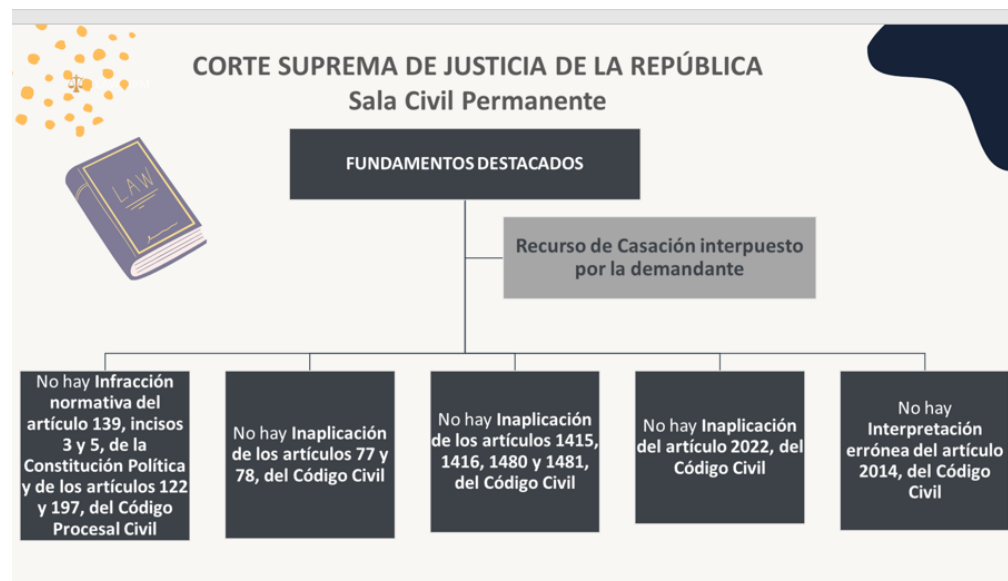 CORTE SUPREMA DE JUSTICIA DE LA REPÚBLICA
Sala Civil Permanente
LAW
FUNDAMENTOS DESTACADOS
Recurso de Casación interpuesto
por la demandante
No hay Infracción
normativa del
artículo 139, incisos
3 y 5, de la
Constitución Política
y de los artículos 122
y 197, del Código
Procesal Civil
No hay Inaplicación
de los artículos 77 y
78, del Código Civil
No hay Inaplicación
de los artículos 1415,
1416, 1480 y 1481,
del Código Civil
No hay Inaplicación
del artículo 2022, del
Código Civil
No hay
Interpretación
errónea del artículo
2014, del Código
Civil